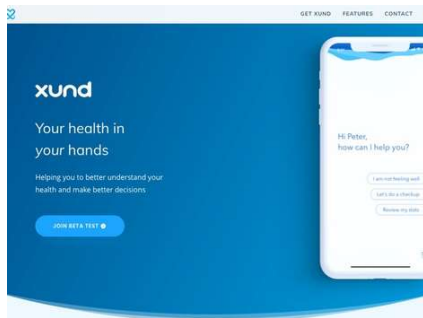 GET XUND FEATURES CONTACT
xund
Your health in
your hands
Helping you to better understand your
health and make better decisions
JOIN BETA TEST
Hi Peter,
how can I help you?
I am not feeling well
Let's do a checkup
Review my data